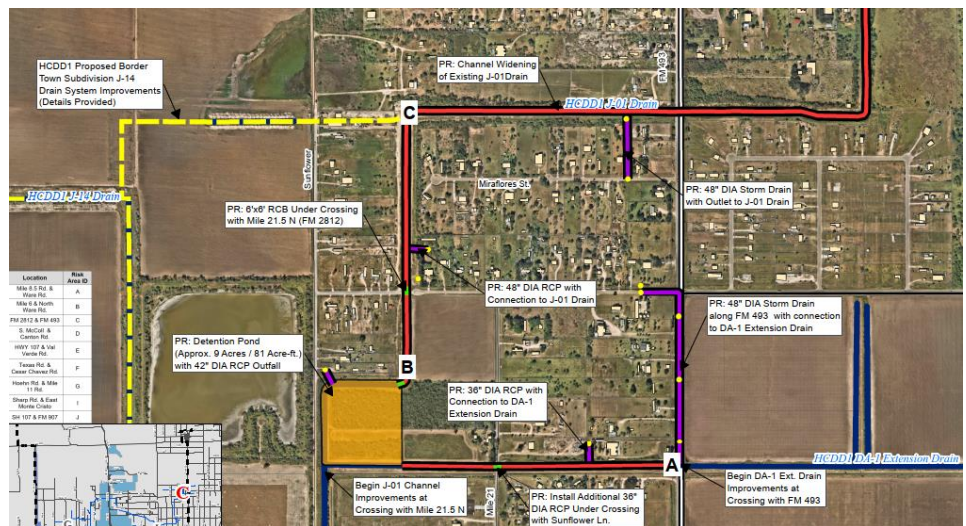 HCDD1 Proposed Border
Town Subdivision J-14
Drain System Improvements
(Details Provided)
PR: Channel Widening
of Existing J-01Drain
FM 493
HCDD1 J-01 Drain
C
Sunflower
Miraflores St.
HCDD1 J-14 Drain
PR: 48" DIA Storm Drain
with Outlet to J-01 Drain
PR: 6'x6' RCB Under Crossing
with Mile 21.5 N (FM 2812)
PR: 48" DIA RCP with
Connection to J-01 Drain
PR: 48" DIA Storm Drain
along FM 493 with connection
to DA-1 Extension Drain
Location Risk
Area ID
Mile 6.5 Rd. &
Ware Rd. A
Mile 6 & North
Ware Rd. B
FM 2812 & FM 493 C
S. McColl &
Canton Rd. D
HWY 107 & Val
Verde Rd. E
Texas Rd. &
Cesar Chavez Rd. F
Hoehn Rd. & Mile
11 Rd. G
Sharp Rd. & East
Monte Cristo I
SH 107 & FM 907 J
PR: Detention Pond
(Approx. 9 Acres / 81 Acre-ft.)
with 42" DIA RCP Outfall
B
PR: 36" DIA RCP with
Connection to DA-1
Extension Drain
A
HCDD1 DA-1 Extension Drain
Begin J-01 Channel
Improvements at
Crossing with Mile 21.5 N
Mile 21
PR: Install Additional 36"
DIA RCP Under Crossing
with Sunflower Ln.
Begin DA-1 Ext. Drain
Improvements at
Crossing with FM 493
C